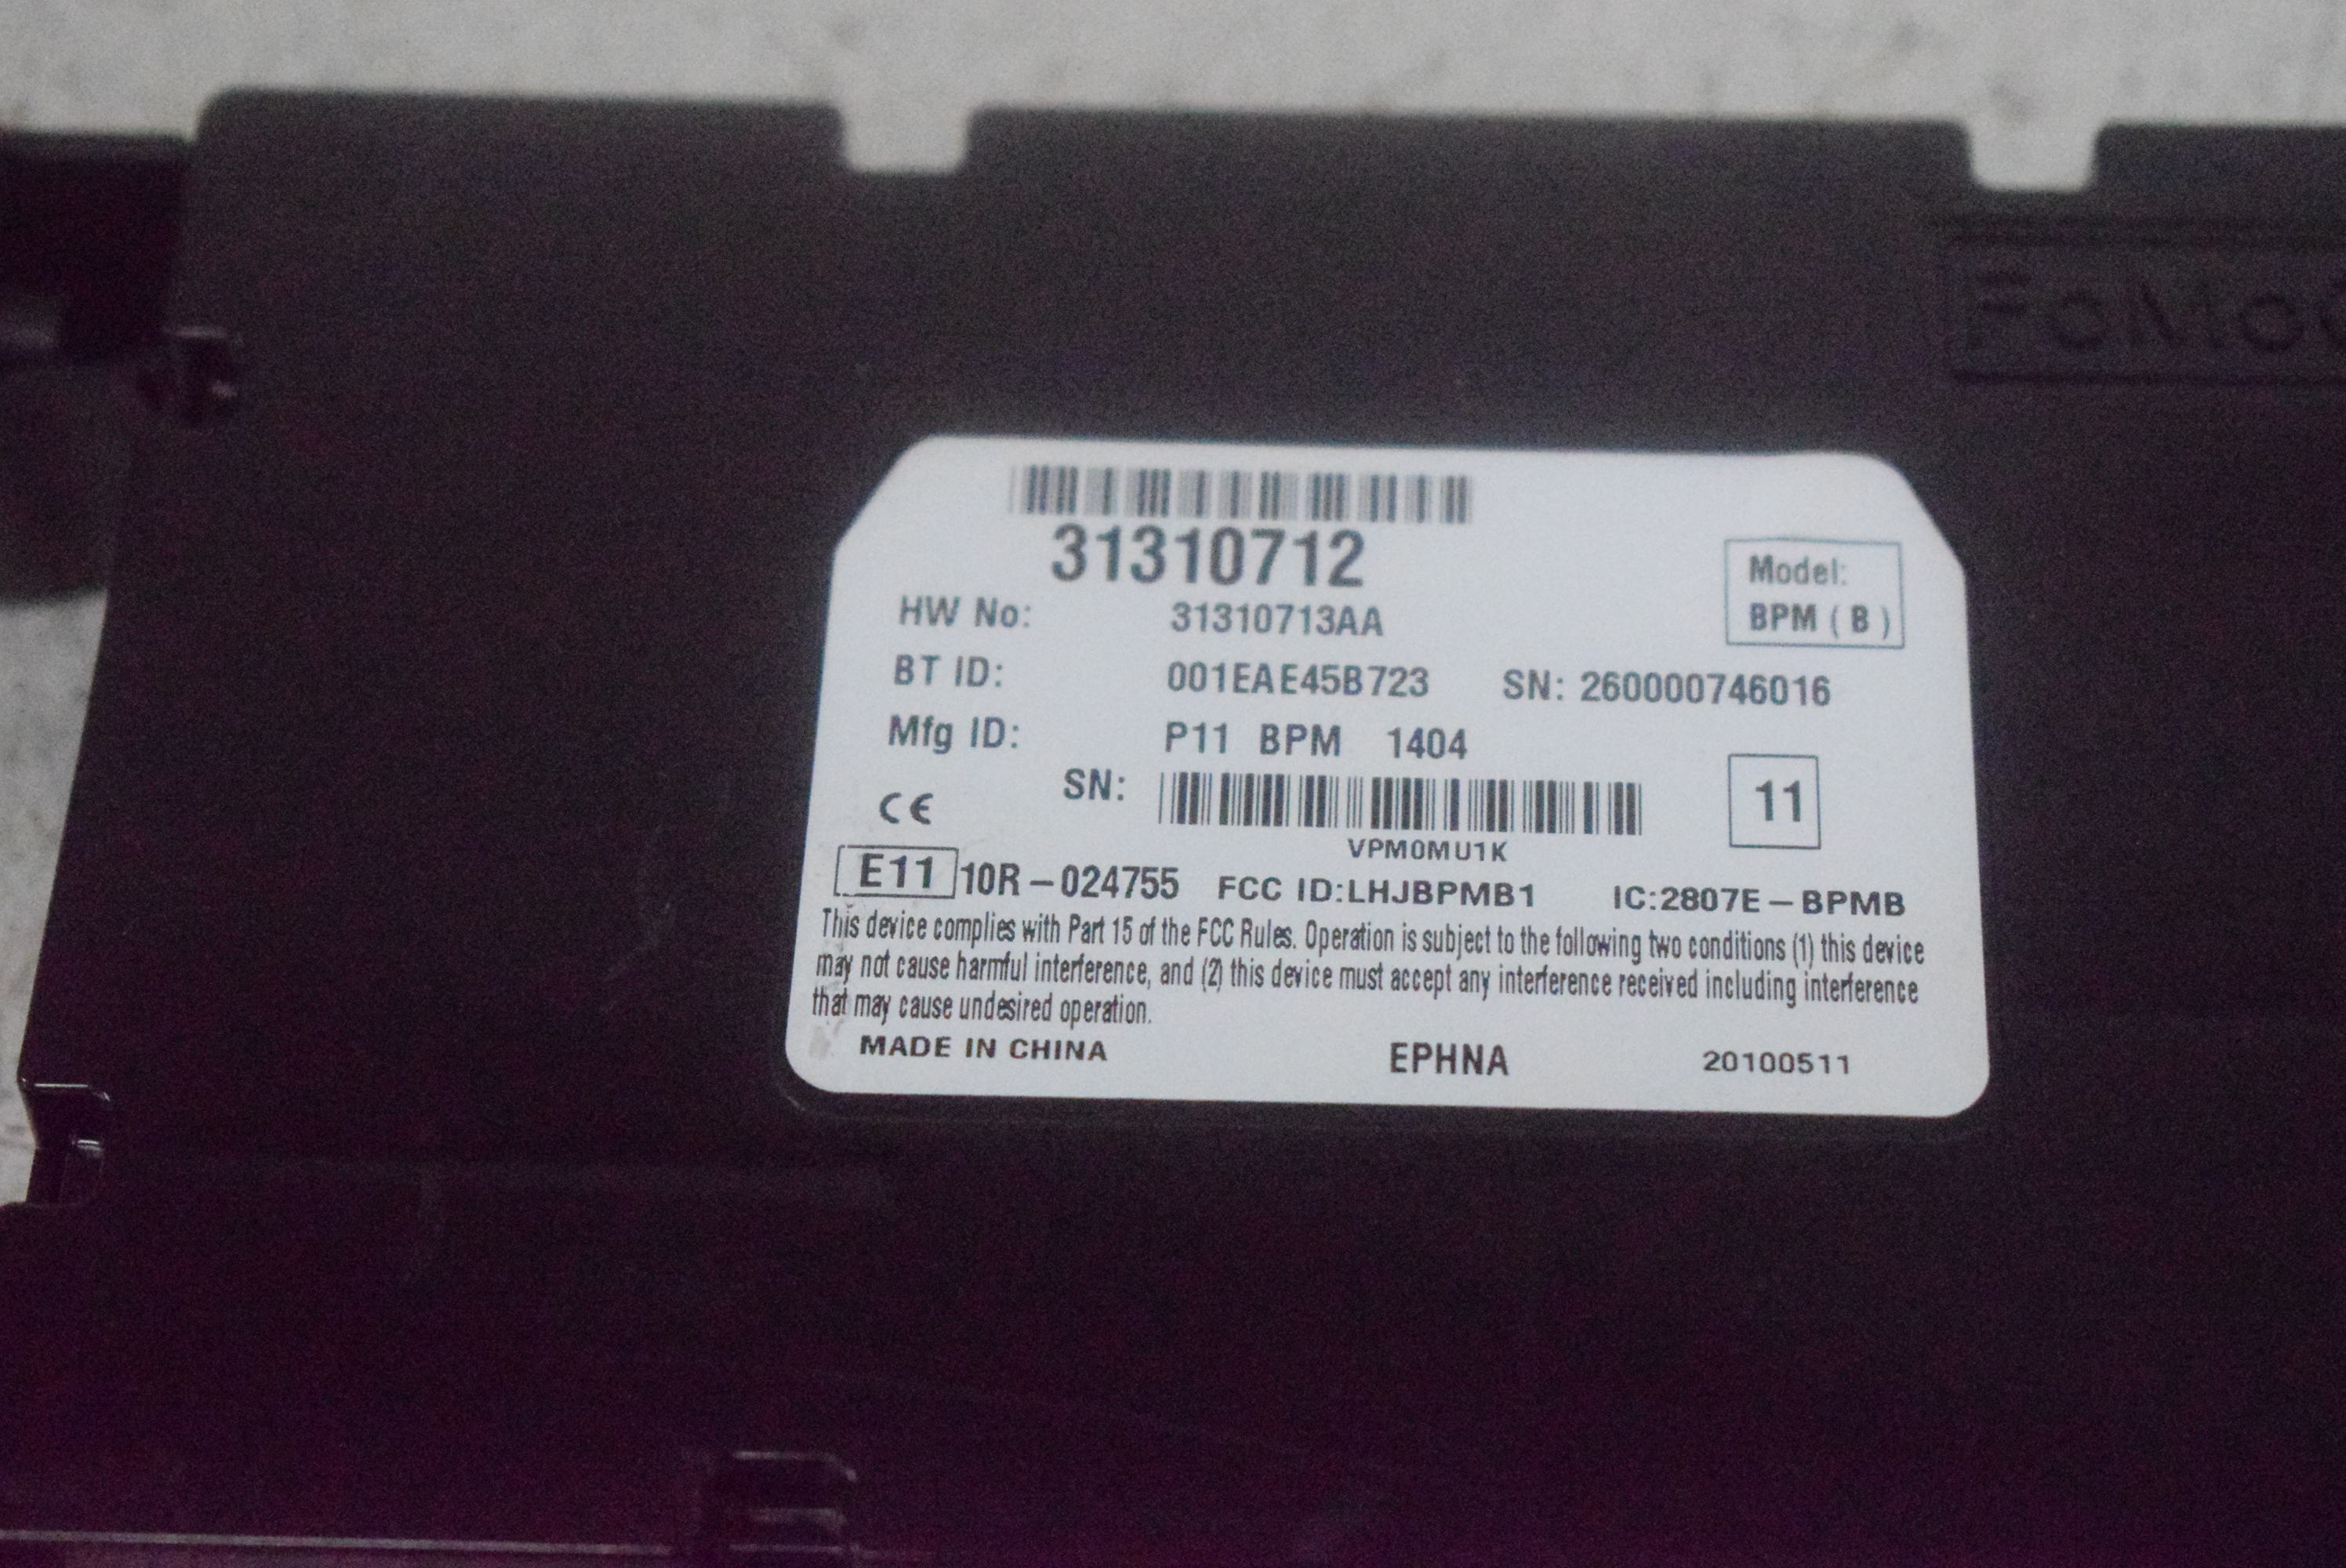 FoMoC
31310712
Model:
BPM ( B )
HW No: 31310713AA
BT ID: 001EAE45B723 SN: 260000746016
Mfg ID: P11 BPM 1404
SN:
11
CE
VPM0MU1K
E11 10R-024755 FCC ID:LHJBPMB1 IC:2807E-BPMB
This device complies with Part 15 of the FCC Rules. Operation is subject to the following two conditions (1) this device
may not cause harmful interference, and (2) this device must accept any interference received including interference
that may cause undesired operation.
MADE IN CHINA EPHNA 20100511